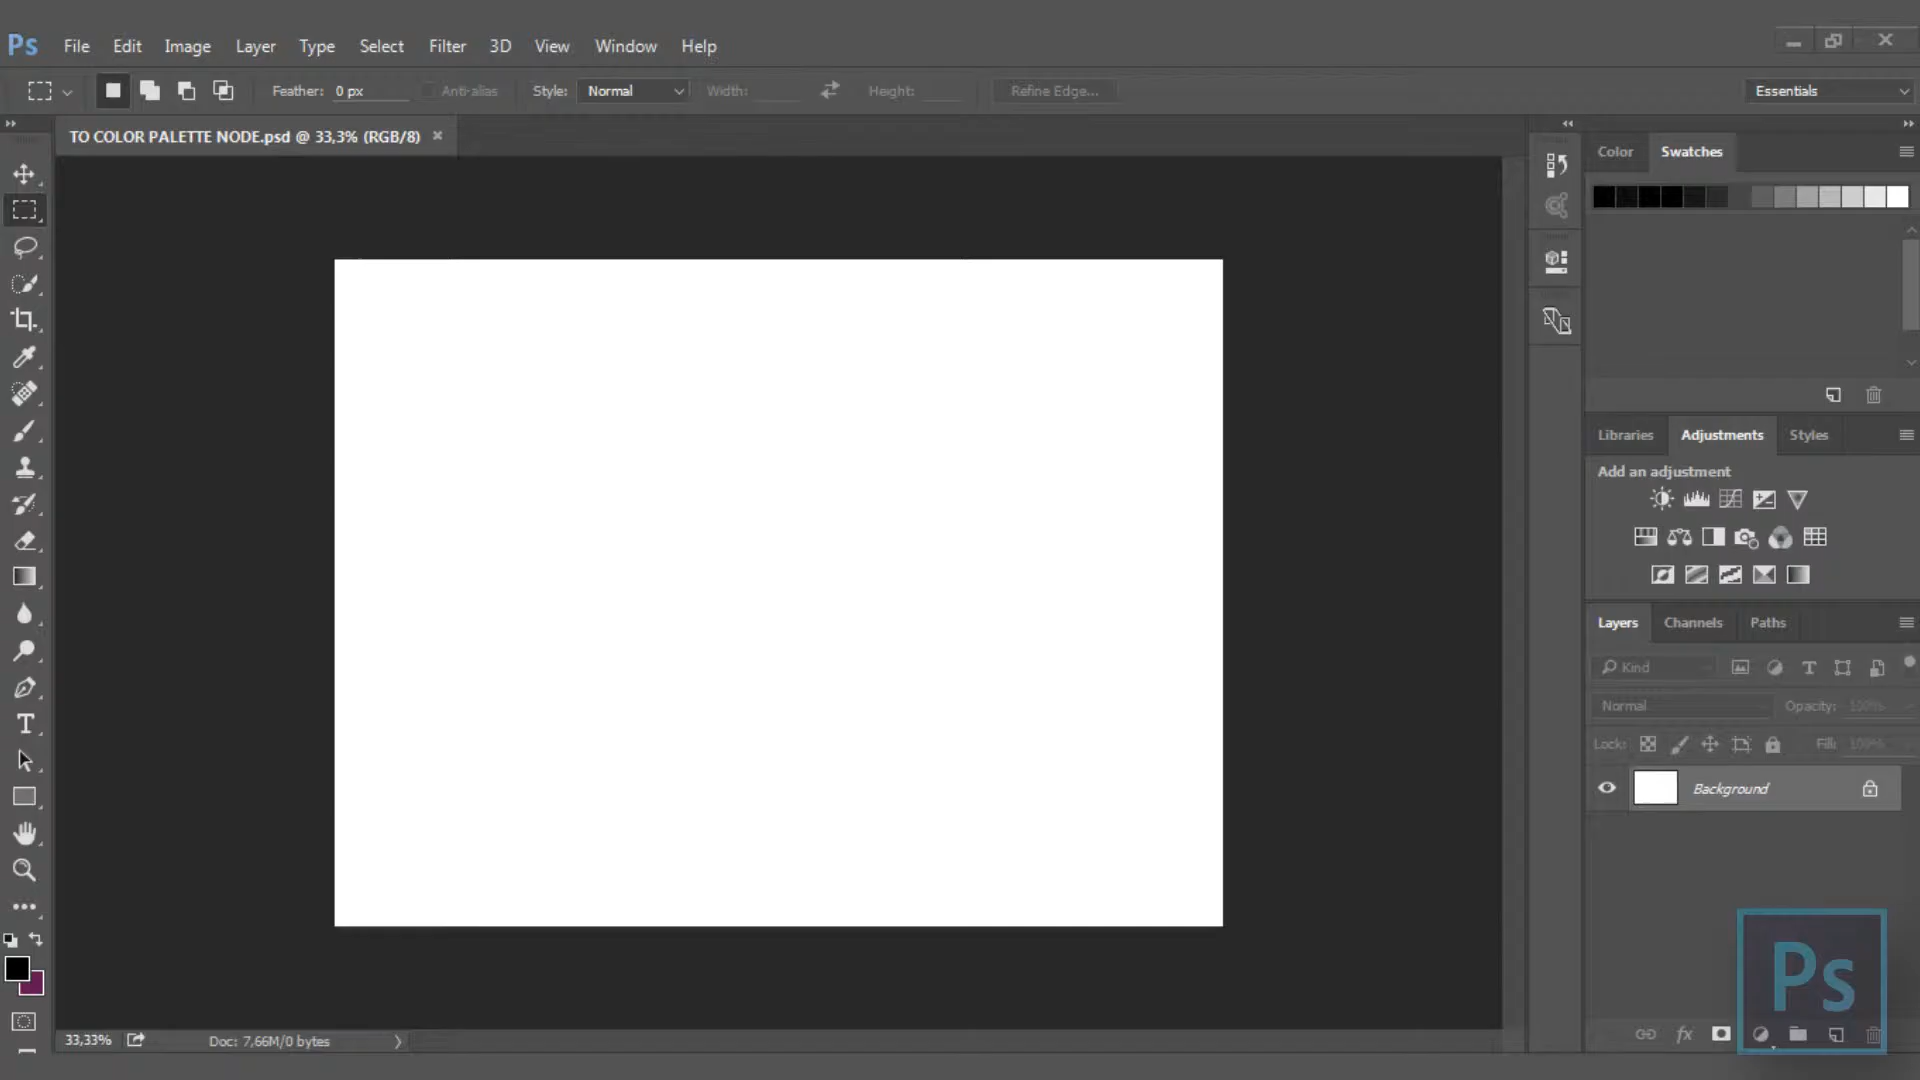 Ps File Edit Image Layer Type Select Filter 3D View Window Help
Feather: 0 px Anti-alias Style: Normal Width: Height: Refine Edge... Essentials
TO COLOR PALETTE NODE.psd @ 33,3% (RGB/8)
Color Swatches
Libraries Adjustments Styles
Add an adjustment
Layers Channels Paths
Kind
Normal Opacity: 100%
Lock: Fill: 100%
Background
Ps
fx
33,33% Doc: 7,66M/0 bytes